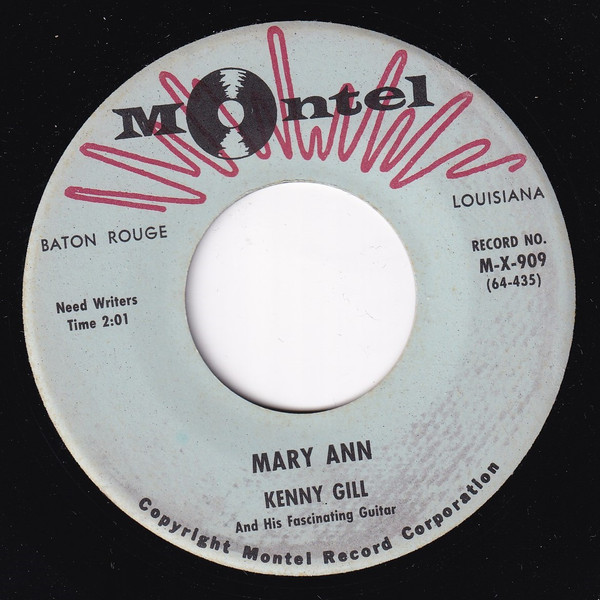 Montel
BATON ROUGE
LOUISIANA
RECORD NO.
M-X-909
(64-435)
Need Writers
Time 2:01
MARY ANN
KENNY GILL
And His Fascinating Guitar
Copyright Montel Record Corporation